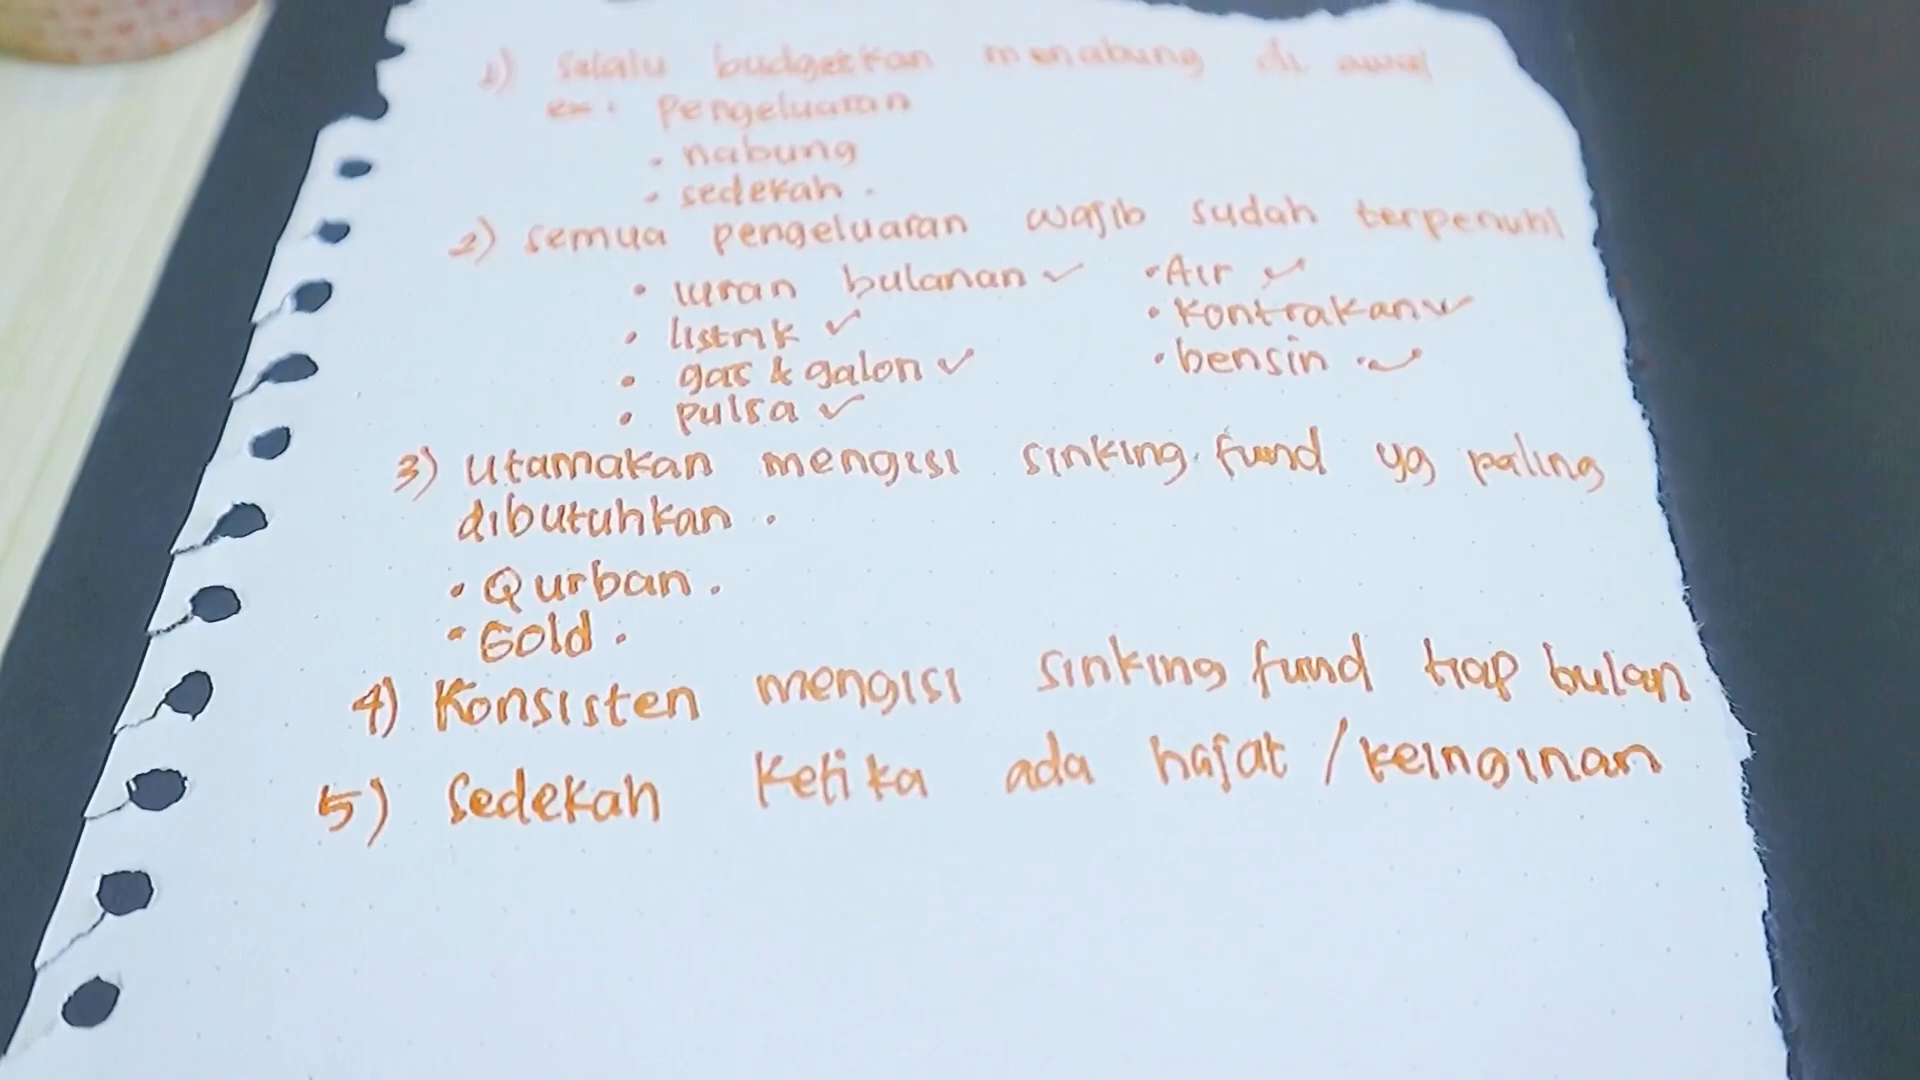 1) Selalu budgetkan menabung di awal
ex : Pengeluaran
• nabung
• sedekah .
2) semua pengeluaran wajib sudah terpenuhi
• iuran bulanan ✓ • Air ✓
• listrik ✓ • kontrakan ✓
• gas & galon ✓ • bensin ✓
• pulsa ✓
3) utamakan mengisi sinking fund yg paling
dibutuhkan .
• Qurban .
• Gold .
4) Konsisten mengisi sinking fund tiap bulan
5) Sedekah ketika ada hajat / keinginan